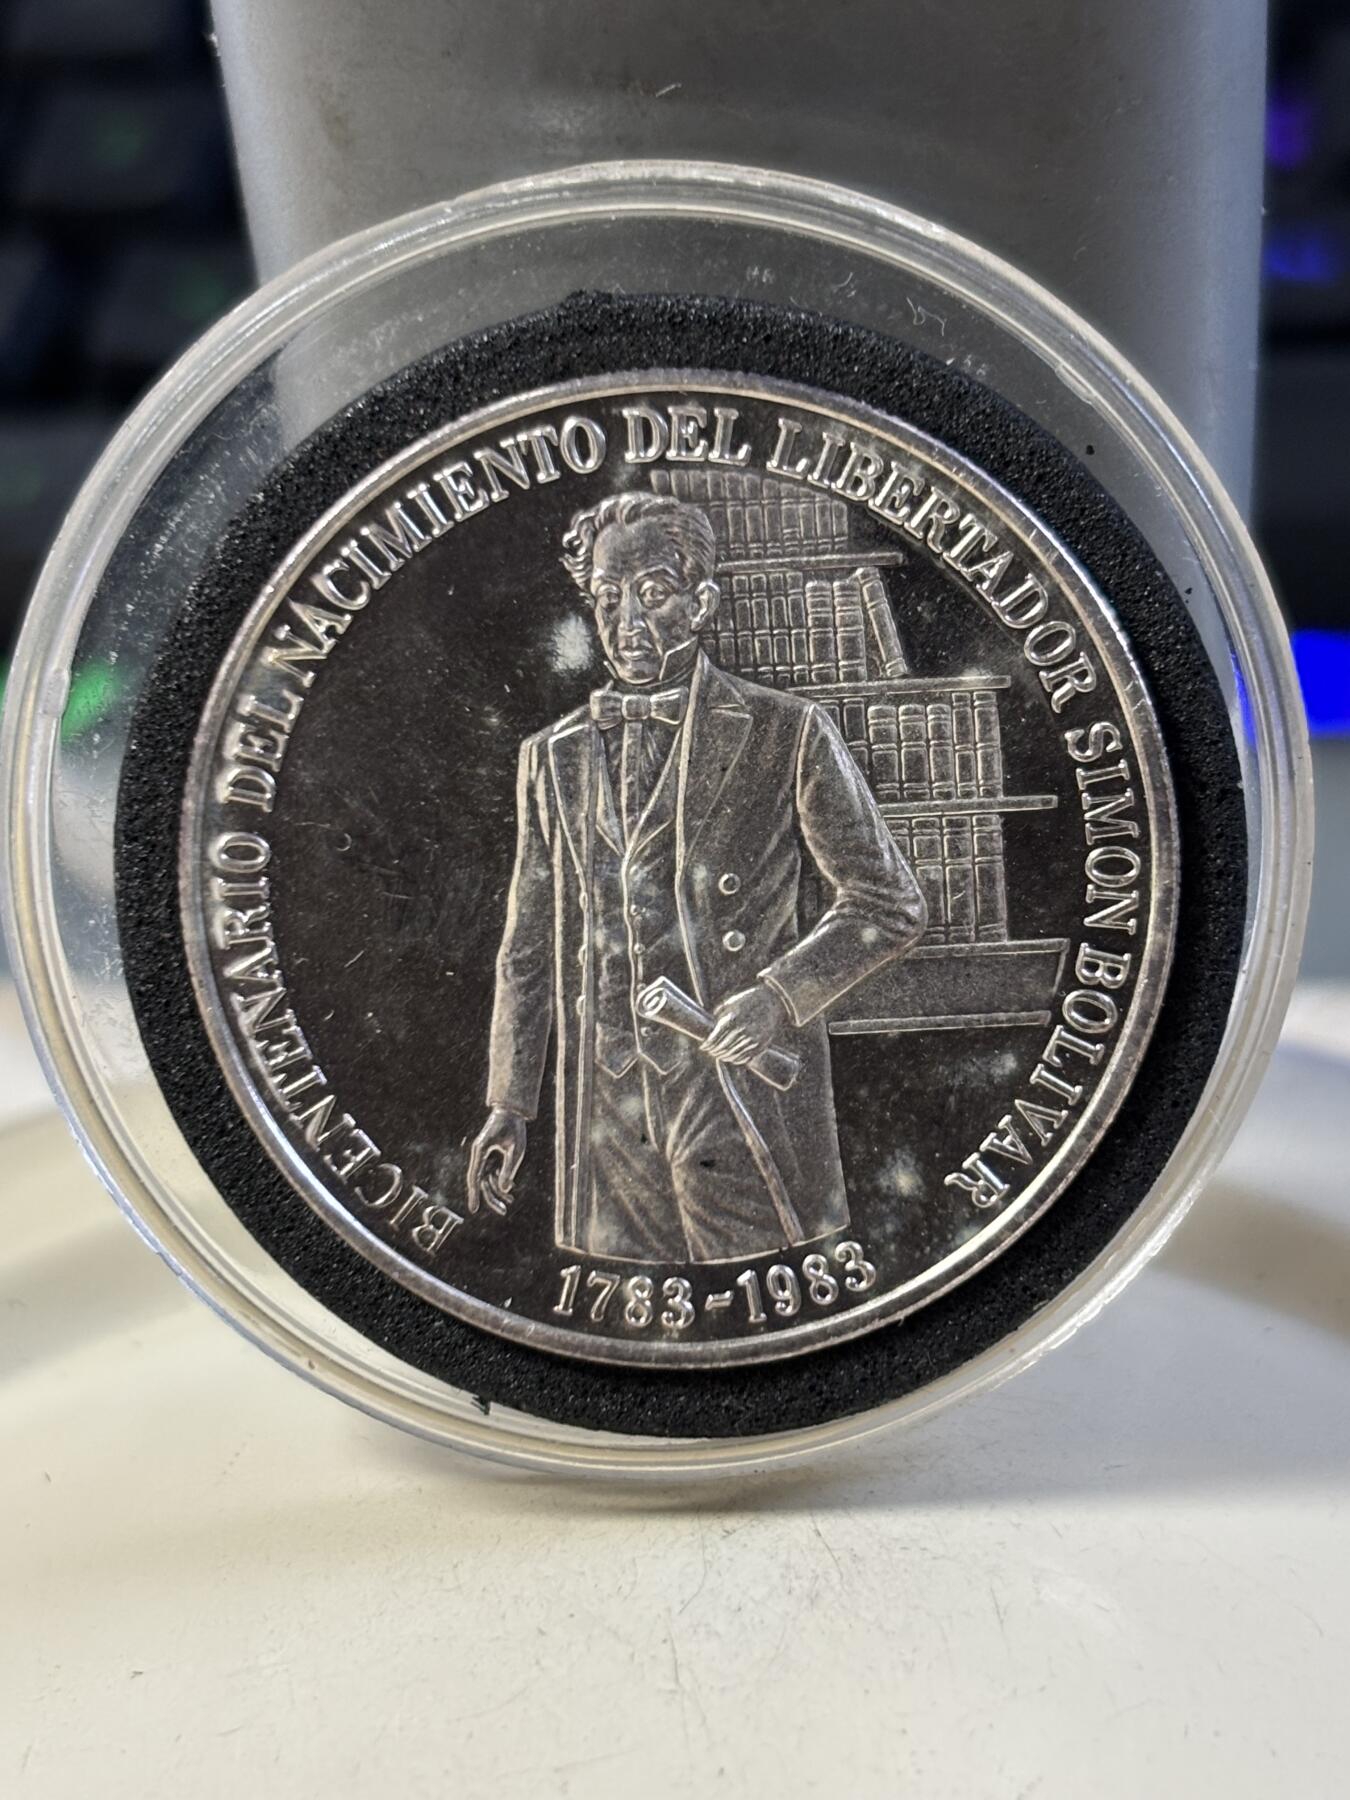 BICENTENARIO DEL NACIMIENTO DEL LIBERTADOR SIMON BOLIVAR
1783-1983